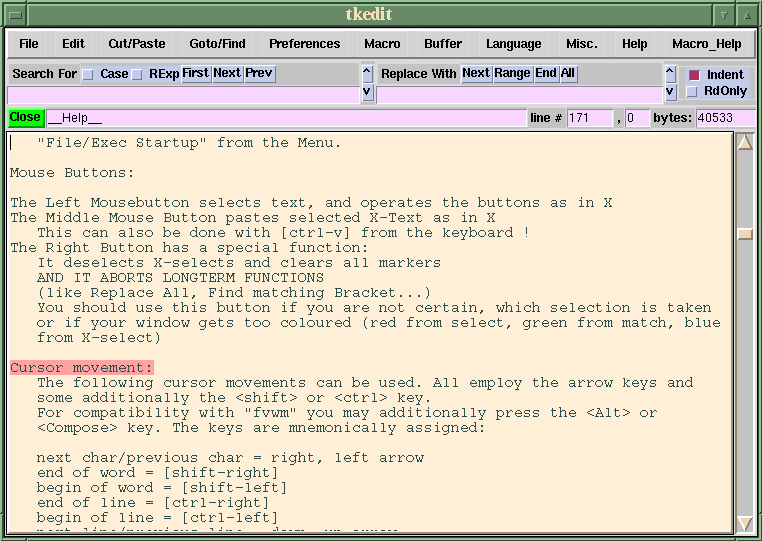 tkedit
File Edit Cut/Paste Goto/Find Preferences Macro Buffer Language Misc. Help Macro_Help
Search For Case RExp First Next Prev ^ Replace With Next Range End All ^ Indent
v v RdOnly
Close __Help__ line # 171 , 0 bytes: 40533
"File/Exec Startup" from the Menu.
Mouse Buttons:
The Left Mousebutton selects text, and operates the buttons as in X
The Middle Mouse Button pastes selected X-Text as in X
This can also be done with [ctrl-v] from the keyboard !
The Right Button has a special function:
It deselects X-selects and clears all markers
AND IT ABORTS LONGTERM FUNCTIONS
(like Replace All, Find matching Bracket...)
You should use this button if you are not certain, which selection is taken
or if your window gets too coloured (red from select, green from match, blue
from X-select)
Cursor movement:
The following cursor movements can be used. All employ the arrow keys and
some additionally the <shift> or <ctrl> key.
For compatibility with "fvwm" you may additionally press the <Alt> or
<Compose> key. The keys are mnemonically assigned:
next char/previous char = right, left arrow
end of word = [shift-right]
begin of word = [shift-left]
end of line = [ctrl-right]
begin of line = [ctrl-left]